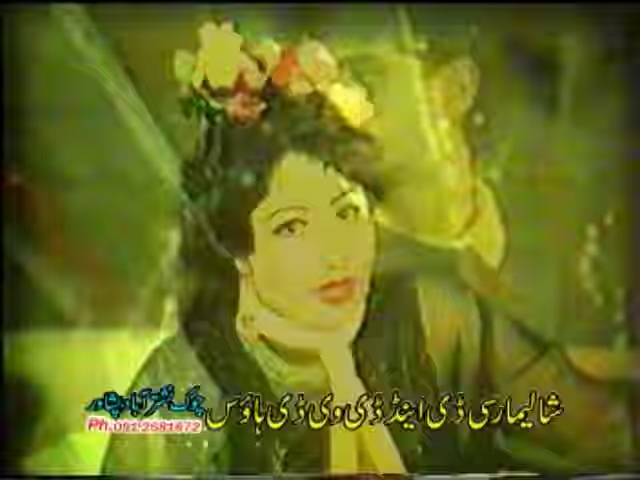 شالیمار سی ڈی اینڈ ڈی وی ڈی ہاؤس
چوک پشاور
Ph.091-2581672